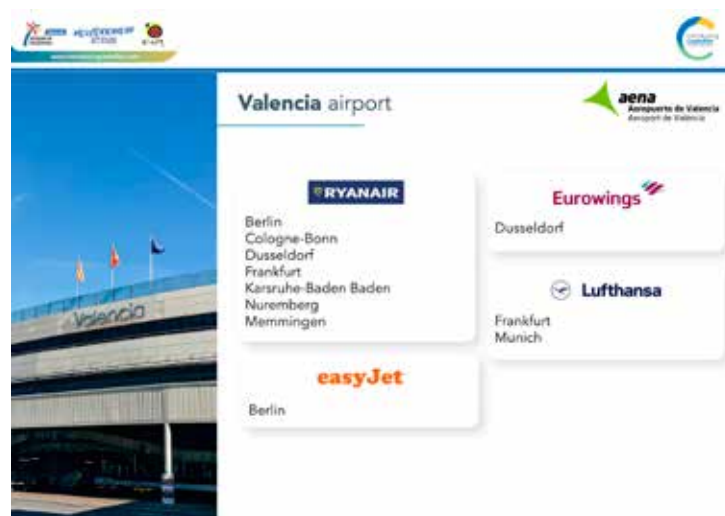 Valencia airport
aena
Aeropuerto de Valencia
Aeroport de València
RYANAIR
Berlin
Cologne-Bonn
Dusseldorf
Frankfurt
Karsruhe-Baden Baden
Nuremberg
Memmingen
easyJet
Berlin
Eurowings
Dusseldorf
Lufthansa
Frankfurt
Munich
Valencia